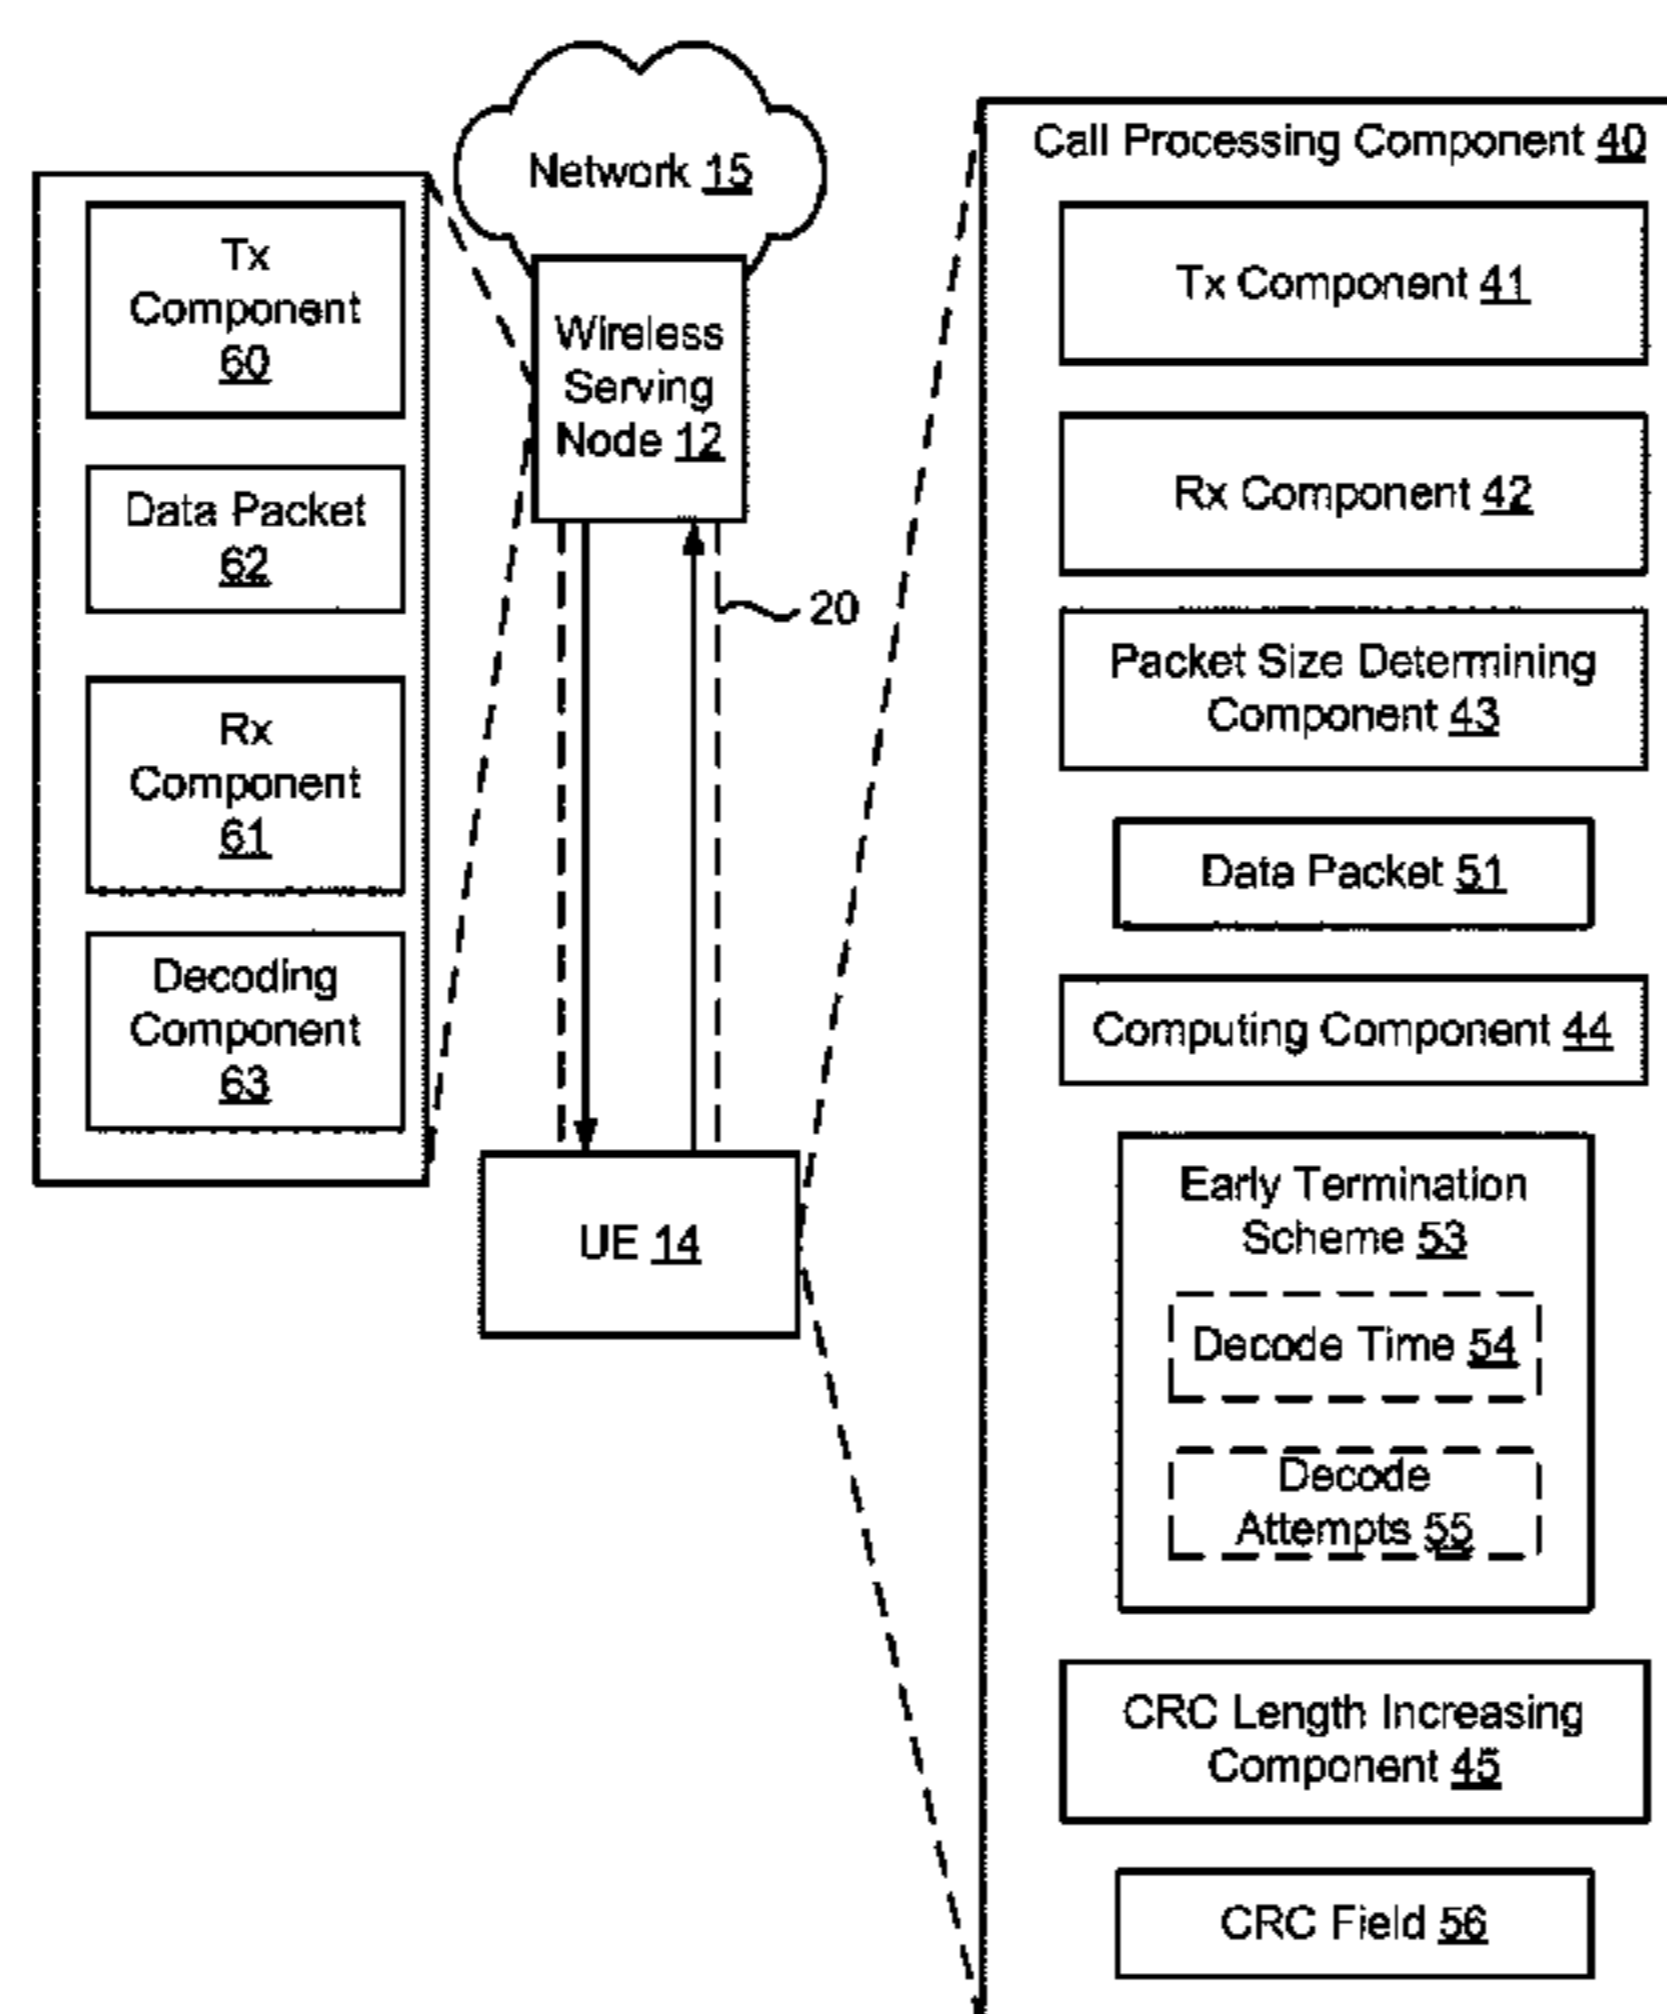 Network 15
Wireless
Serving
Node 12
20
UE 14
Tx
Component
60
Data Packet
62
Rx
Component
61
Decoding
Component
63
Call Processing Component 40
Tx Component 41
Rx Component 42
Packet Size Determining
Component 43
Data Packet 51
Computing Component 44
Early Termination
Scheme 53
Decode Time 54
Decode
Attempts 55
CRC Length Increasing
Component 45
CRC Field 56